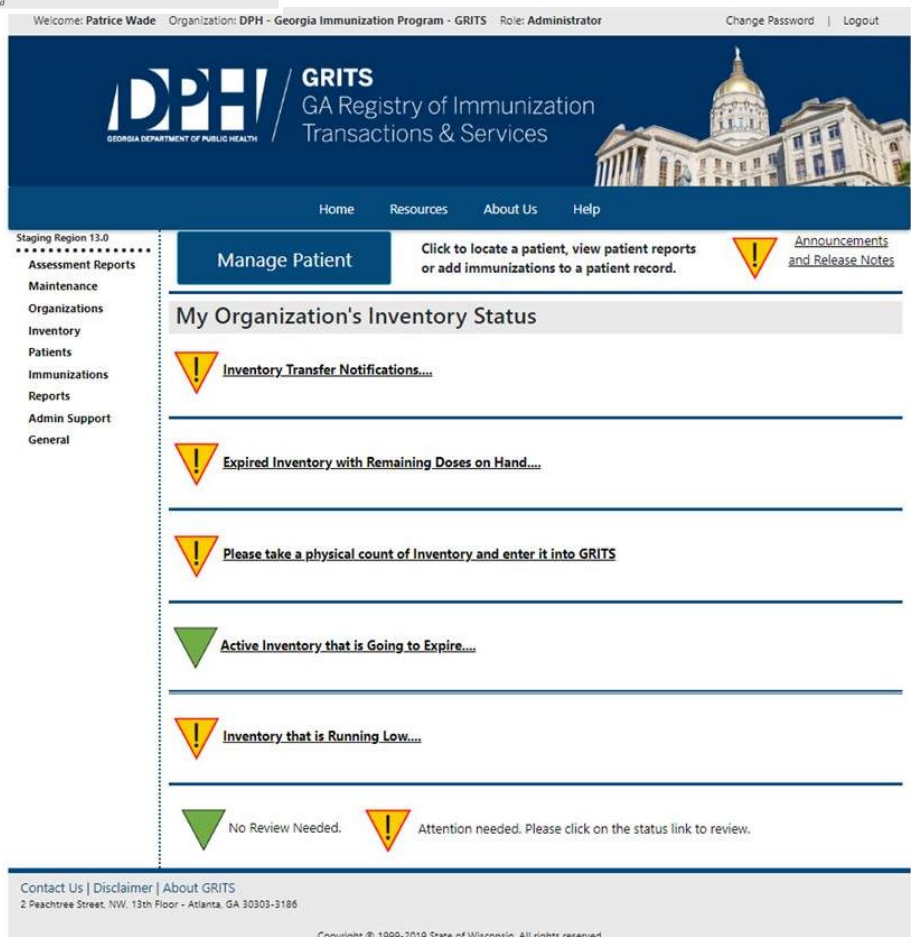 Welcome: Patrice Wade Organization: DPH - Georgia Immunization Program - GRITS Role: Administrator Change Password | Logout
DPH
GEORGIA DEPARTMENT OF PUBLIC HEALTH
GRITS
GA Registry of Immunization
Transactions & Services
Home Resources About Us Help
Staging Region 13.0
Assessment Reports
Maintenance
Organizations
Inventory
Patients
Immunizations
Reports
Admin Support
General
Manage Patient
Click to locate a patient, view patient reports
or add immunizations to a patient record.
Announcements
and Release Notes
My Organization's Inventory Status
Inventory Transfer Notifications....
Expired Inventory with Remaining Doses on Hand....
Please take a physical count of Inventory and enter it into GRITS
Active Inventory that is Going to Expire....
Inventory that is Running Low....
No Review Needed. Attention needed. Please click on the status link to review.
Contact Us | Disclaimer | About GRITS
2 Peachtree Street, NW. 13th Floor - Atlanta, GA 30303-3186
Copyright © 1999-2019 State of Wisconsin. All rights reserved.